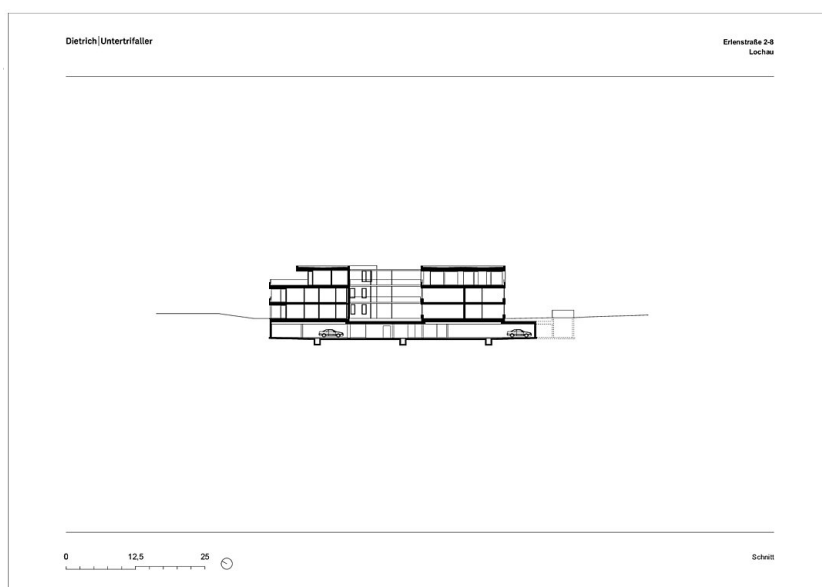 Dietrich|Untertrifaller
Erlenstraße 2-8
Lochau
0 12,5 25
Schnitt